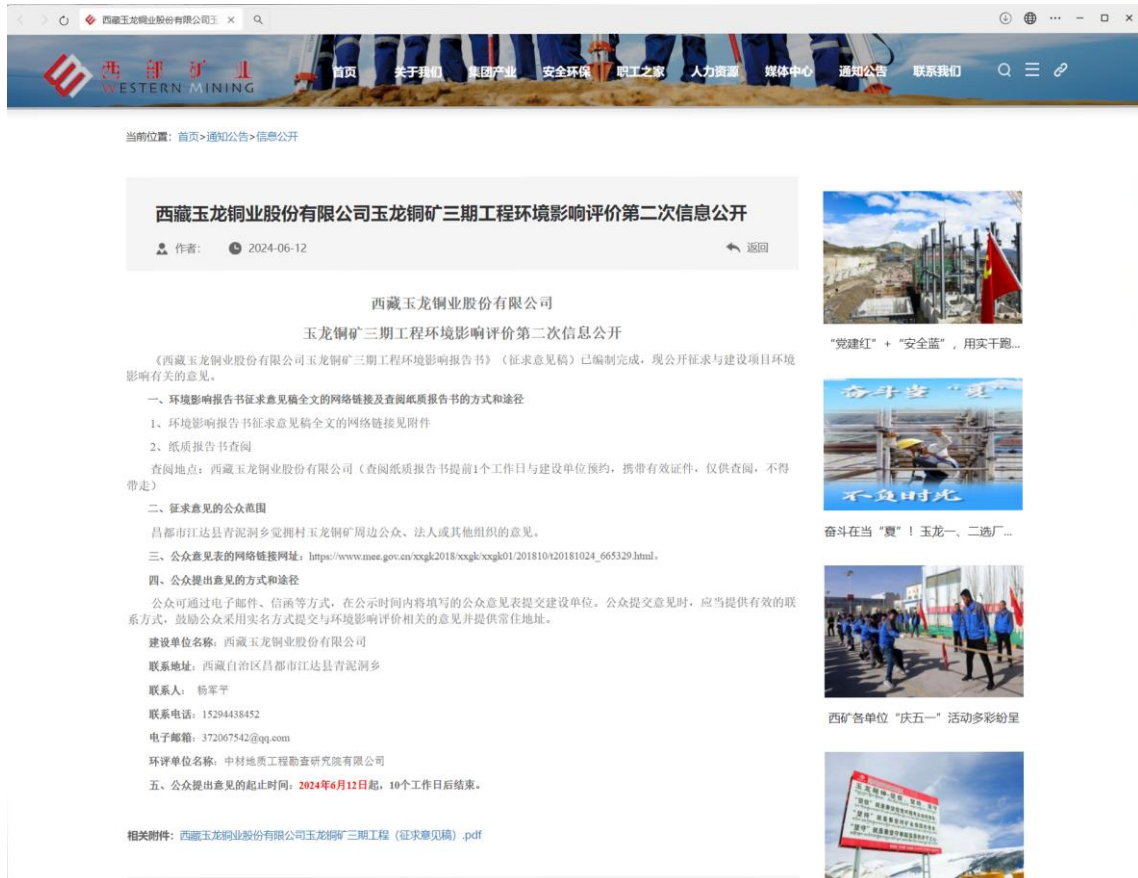 西藏玉龙铜业股份有限公司玉
西部矿业
WESTERN MINING
首页 关于我们 集团产业 安全环保 职工之家 人力资源 媒体中心 通知公告 联系我们
当前位置：首页>通知公告>信息公开
西藏玉龙铜业股份有限公司玉龙铜矿三期工程环境影响评价第二次信息公开
作者： 2024-06-12 返回
西藏玉龙铜业股份有限公司
玉龙铜矿三期工程环境影响评价第二次信息公开
《西藏玉龙铜业股份有限公司玉龙铜矿三期工程环境影响报告书》（征求意见稿）已编制完成，现公开征求与建设项目环境
影响有关的意见。
一、环境影响报告书征求意见稿全文的网络链接及查阅纸质报告书的方式和途径
1、环境影响报告书征求意见稿全文的网络链接见附件
2、纸质报告书查阅
查阅地点：西藏玉龙铜业股份有限公司（查阅纸质报告书提前1个工作日与建设单位预约，携带有效证件，仅供查阅，不得
带走）
二、征求意见的公众范围
昌都市江达县青泥洞乡觉拥村玉龙铜矿周边公众、法人或其他组织的意见。
三、公众意见表的网络链接网址：https://www.mee.gov.cn/xxgk2018/xxgk/xxgk01/201810/t20181024_665329.html。
四、公众提出意见的方式和途径
公众可通过电子邮件、信函等方式，在公示时间内将填写的公众意见表提交建设单位。公众提交意见时，应当提供有效的联
系方式，鼓励公众采用实名方式提交与环境影响评价相关的意见并提供常住地址。
建设单位名称：西藏玉龙铜业股份有限公司
联系地址：西藏自治区昌都市江达县青泥洞乡
联系人： 杨军平
联系电话：15294438452
电子邮箱：372067542@qq.com
环评单位名称：中材地质工程勘查研究院有限公司
五、公众提出意见的起止时间：2024年6月12日起，10个工作日后结束。
相关附件：西藏玉龙铜业股份有限公司玉龙铜矿三期工程（征求意见稿）.pdf
“党建红”+“安全蓝”，用实干跑...
奋斗当“夏”
不负时光
奋斗在当“夏”！玉龙一、二选厂...
西矿各单位“庆五一”活动多彩纷呈